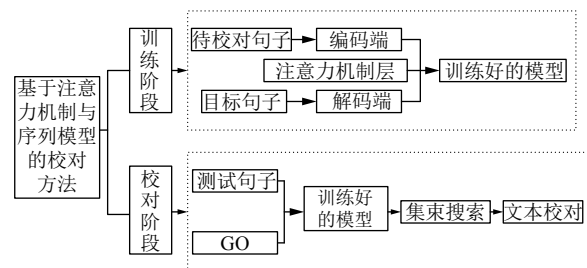 基于注意
力机制与
序列模型
的校对
方法
训
练
阶
段
待校对句子
编码端
注意力机制层
训练好的模型
目标句子
解码端
校
对
阶
段
测试句子
GO
训练好
的模型
集束搜索
文本校对